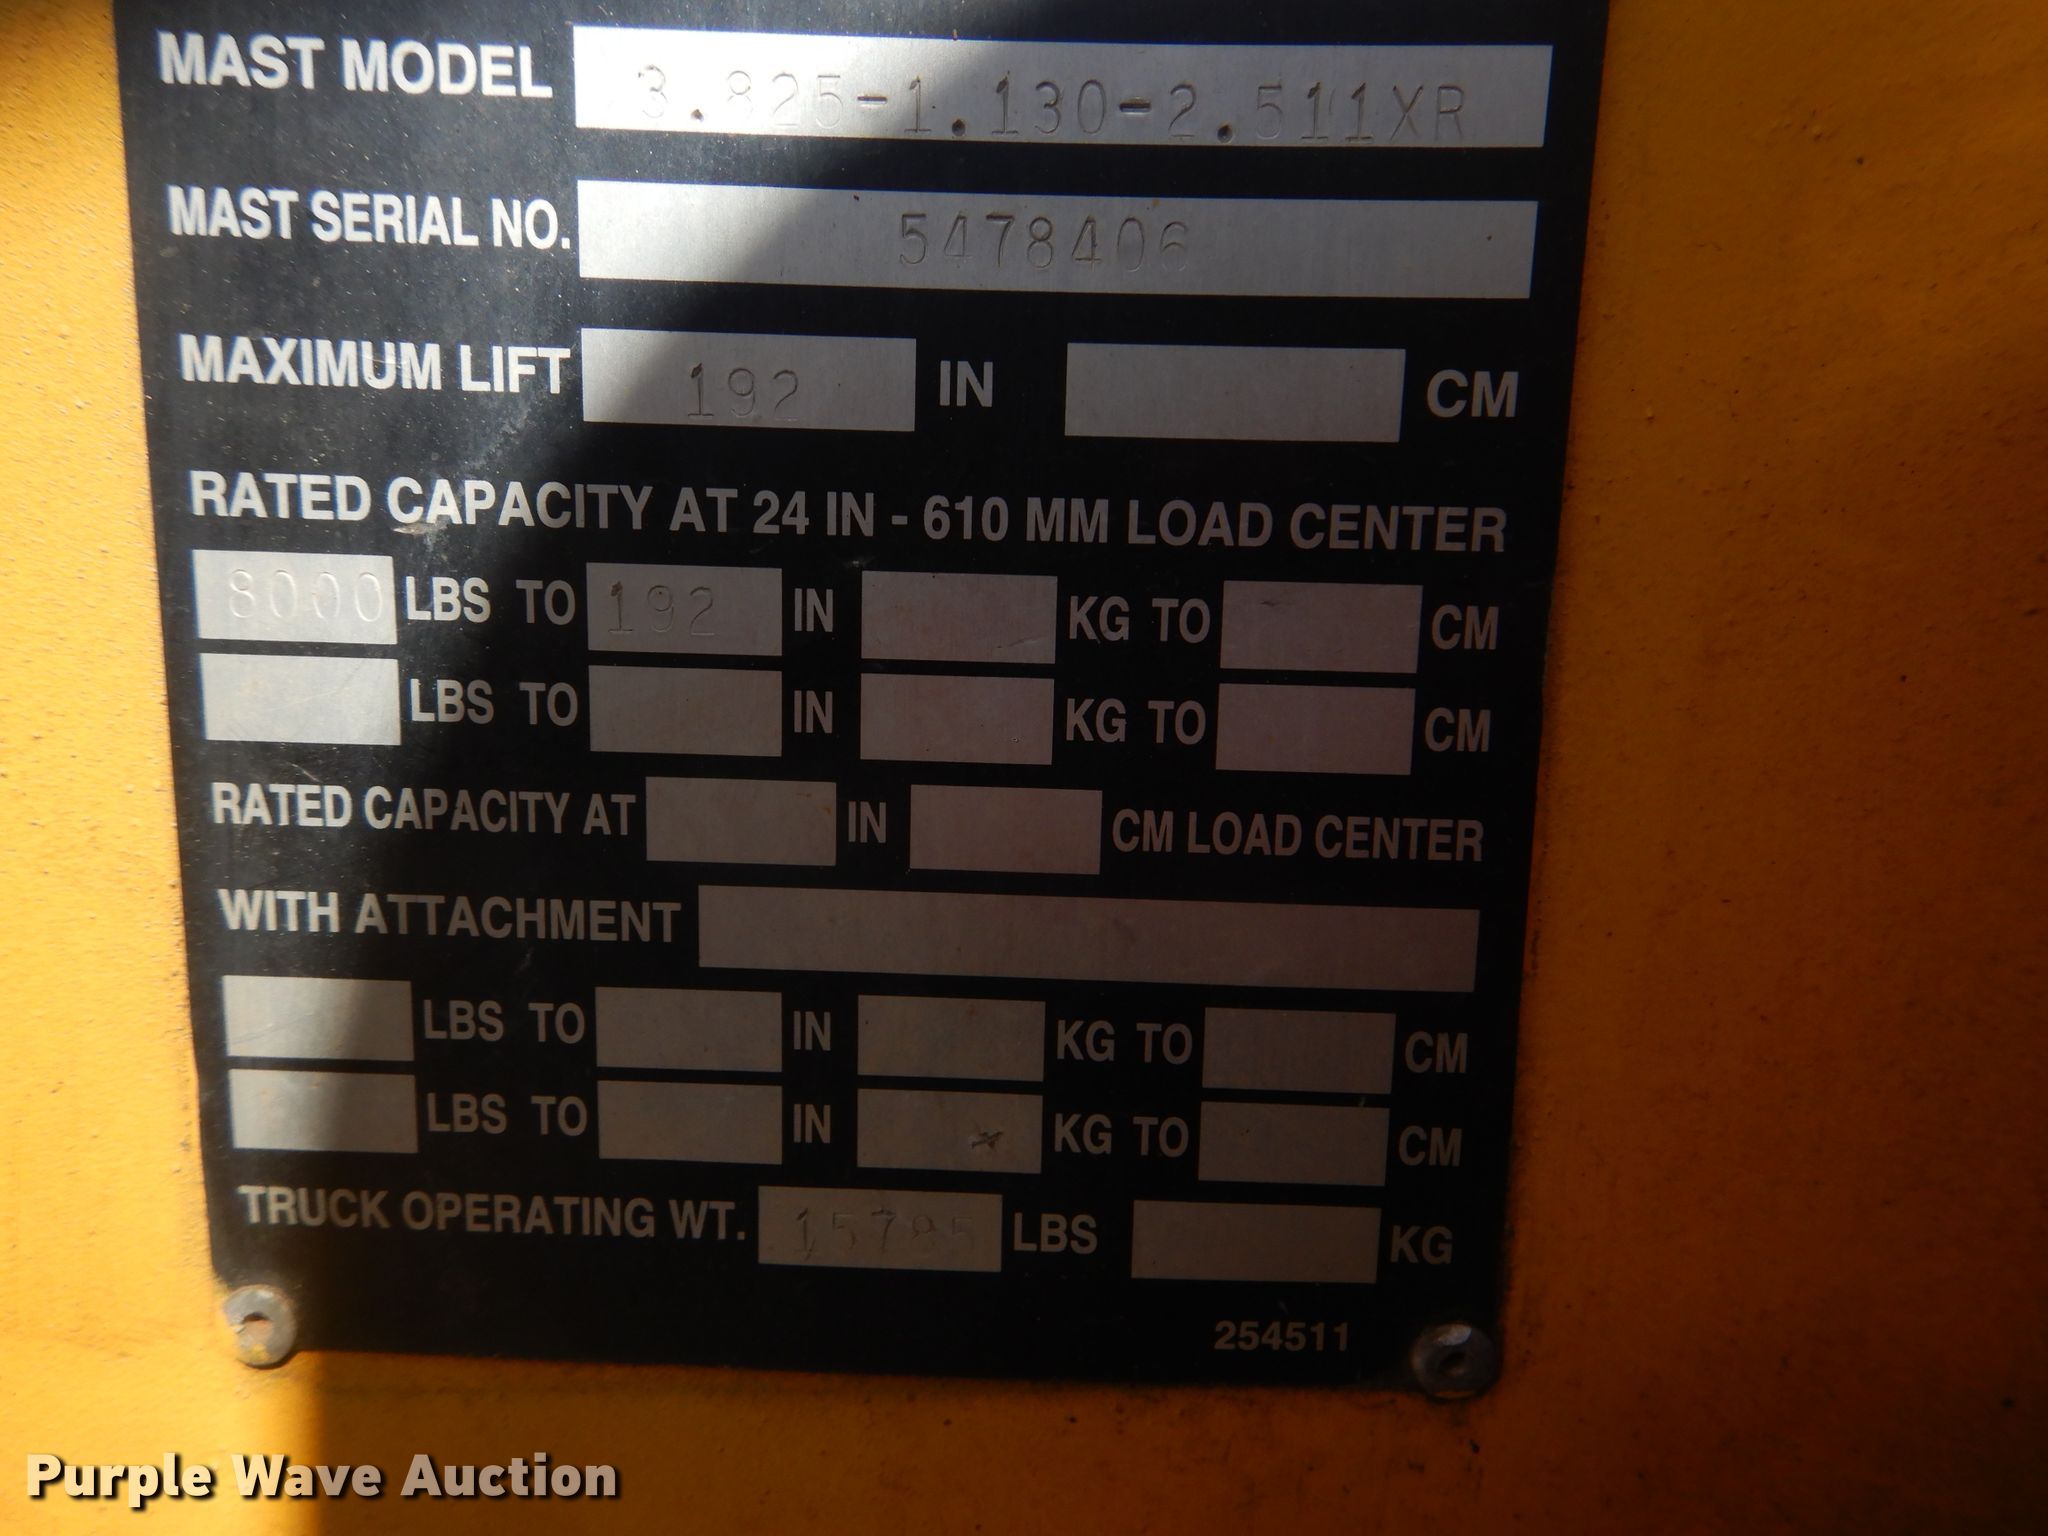 MAST MODEL 3.825-1.130-2.511XR
MAST SERIAL NO. 5478406
MAXIMUM LIFT 192 IN CM
RATED CAPACITY AT 24 IN - 610 MM LOAD CENTER
8000 LBS TO 192 IN KG TO CM
LBS TO IN KG TO CM
RATED CAPACITY AT IN CM LOAD CENTER
WITH ATTACHMENT
LBS TO IN KG TO CM
LBS TO IN KG TO CM
TRUCK OPERATING WT. 15785 LBS KG
254511
Purple Wave Auction